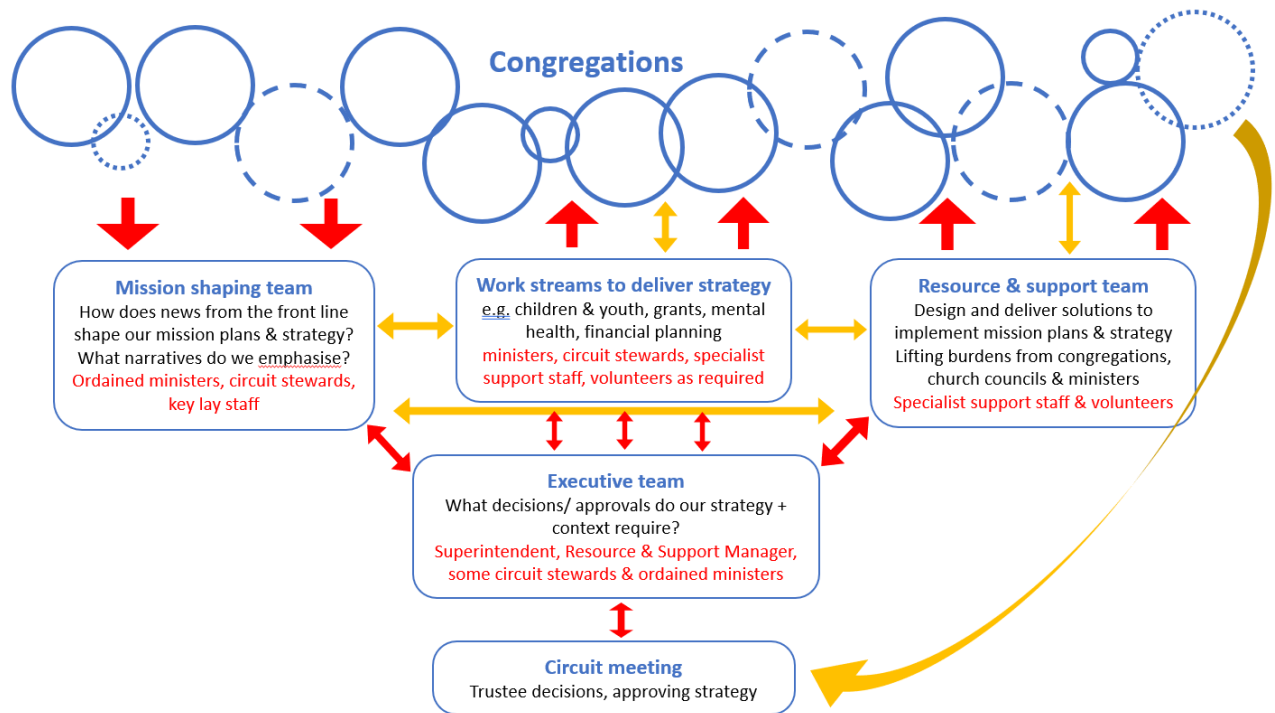 Congregations
Mission shaping team
How does news from the front line
shape our mission plans & strategy?
What narratives do we emphasise?
Ordained ministers, circuit stewards,
key lay staff
Work streams to deliver strategy
e.g. children & youth, grants, mental
health, financial planning
ministers, circuit stewards, specialist
support staff, volunteers as required
Resource & support team
Design and deliver solutions to
implement mission plans & strategy
Lifting burdens from congregations,
church councils & ministers
Specialist support staff & volunteers
Executive team
What decisions/ approvals do our strategy +
context require?
Superintendent, Resource & Support Manager,
some circuit stewards & ordained ministers
Circuit meeting
Trustee decisions, approving strategy